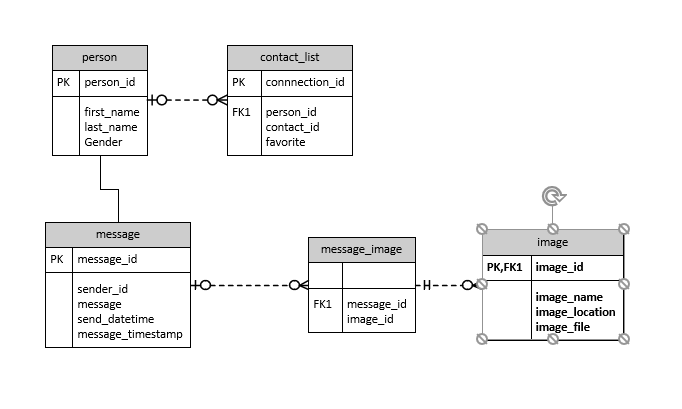 person
PK person_id
first_name
last_name
Gender
contact_list
PK connnection_id
FK1 person_id
contact_id
favorite
message
PK message_id
sender_id
message
send_datetime
message_timestamp
message_image
FK1 message_id
image_id
image
PK,FK1 image_id
image_name
image_location
image_file